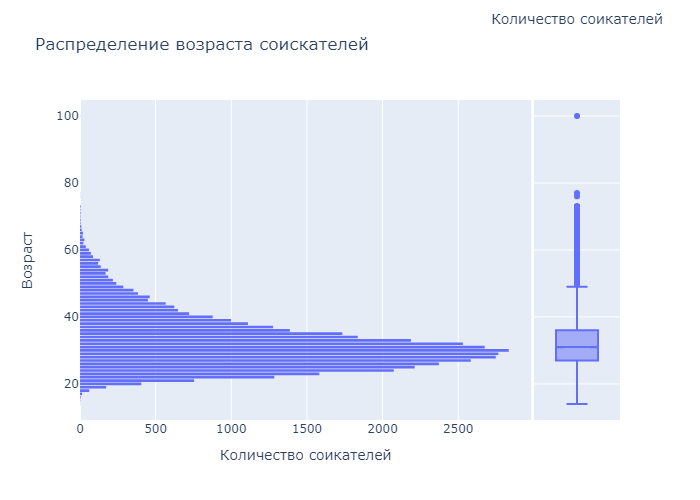 Количество соикателей
Распределение возраста соискателей
100
80
60
40
20
Возраст
0 500 1000 1500 2000 2500
Количество соикателей